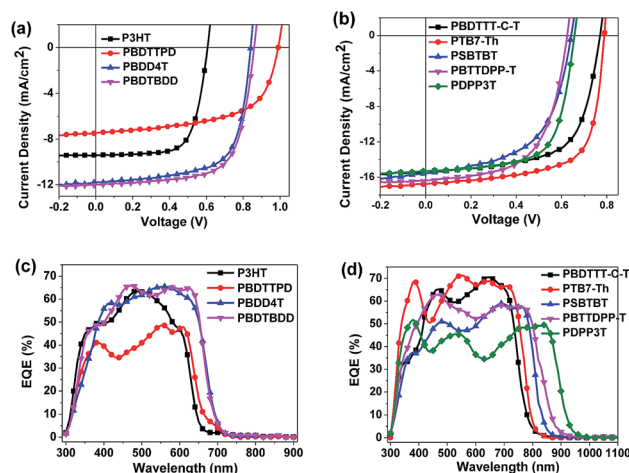 (a)
P3HT
PBDTTPD
PBDD4T
PBDTBDD
Current Density (mA/cm²)
4
0
-4
-8
-12
-0.2 0.0 0.2 0.4 0.6 0.8 1.0
Voltage (V)
(b)
PBDTTT-C-T
PTB7-Th
PSBTBT
PBTTDPP-T
PDPP3T
Current Density (mA/cm²)
0
-4
-8
-12
-16
-0.2 0.0 0.2 0.4 0.6 0.8
Voltage (V)
(c)
P3HT
PBDTTPD
PBDD4T
PBDTBDD
EQE (%)
70
60
50
40
30
20
10
0
300 400 500 600 700 800 900
Wavelength (nm)
(d)
PBDTTT-C-T
PTB7-Th
PSBTBT
PBTTDPP-T
PDPP3T
EQE (%)
70
60
50
40
30
20
10
0
300 400 500 600 700 800 900 1000 1100
Wavelength (nm)